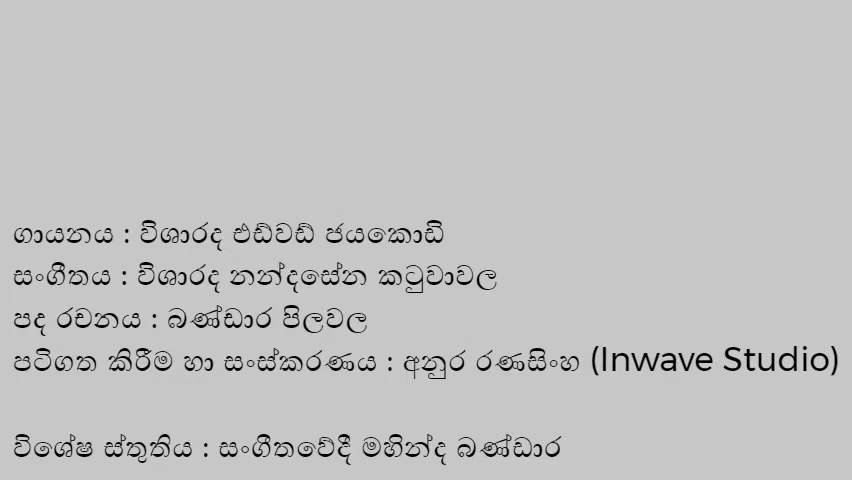 ගායනය : විශාරද එඩ්වඩ් ජයකොඩි
සංගීතය : විශාරද නන්දසේන කටුවාවල
පද රචනය : බණ්ඩාර පිලවල
පටිගත කිරීම හා සංස්කරණය : අනුර රණසිංහ (Inwave Studio)
විශේෂ ස්තූතිය : සංගීතවේදී මහින්ද බණ්ඩාර